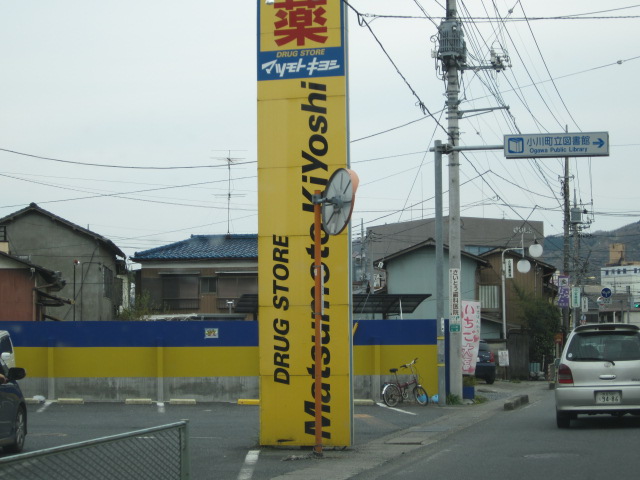 薬
DRUG STORE
マツモトキヨシ
DRUG STORE
Matsumoto KiYoshi
小川町立図書館
Ogawa Public Library
いちご